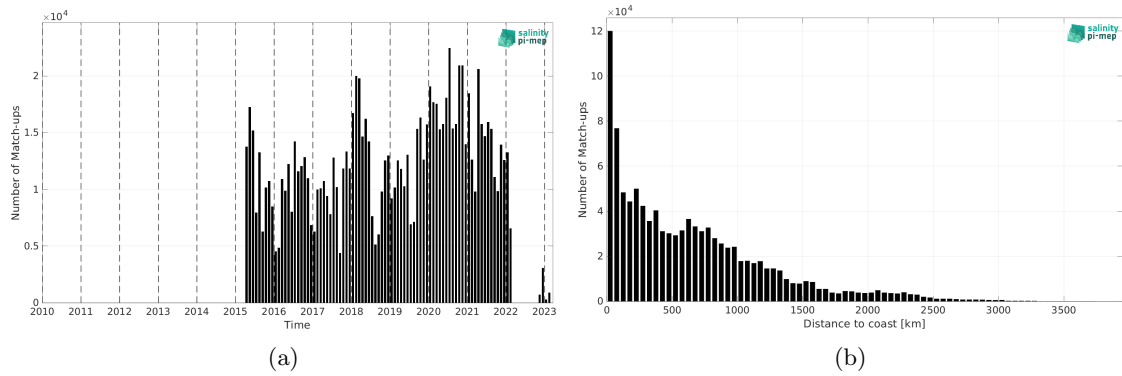 ×10^4
salinity
pi-mep
2
1.5
1
0.5
0
Number of Match-ups
2010 2011 2012 2013 2014 2015 2016 2017 2018 2019 2020 2021 2022 2023
Time
(a)
×10^4
salinity
pi-mep
12
10
8
6
4
2
0
Number of Match-ups
0 500 1000 1500 2000 2500 3000 3500
Distance to coast [km]
(b)